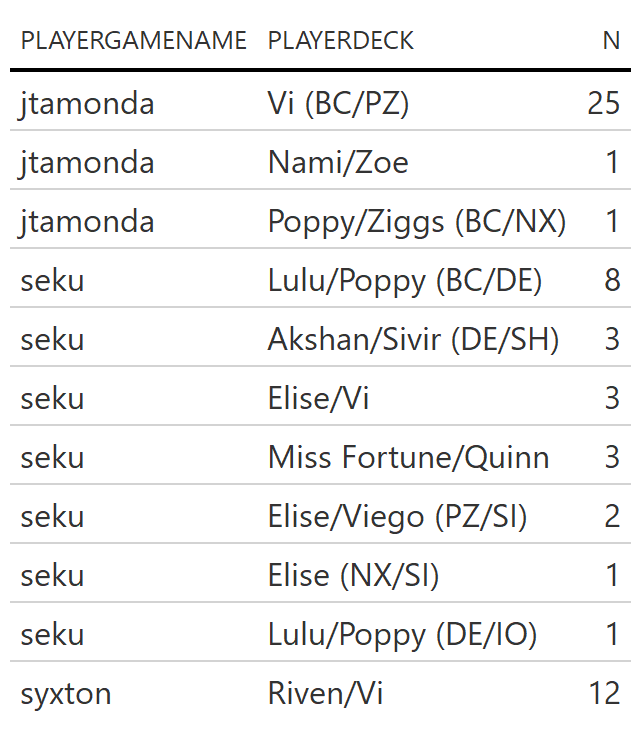 PLAYERGAMENAME PLAYERDECK N
jtamonda Vi (BC/PZ) 25
jtamonda Nami/Zoe 1
jtamonda Poppy/Ziggs (BC/NX) 1
seku Lulu/Poppy (BC/DE) 8
seku Akshan/Sivir (DE/SH) 3
seku Elise/Vi 3
seku Miss Fortune/Quinn 3
seku Elise/Viego (PZ/SI) 2
seku Elise (NX/SI) 1
seku Lulu/Poppy (DE/IO) 1
syxton Riven/Vi 12